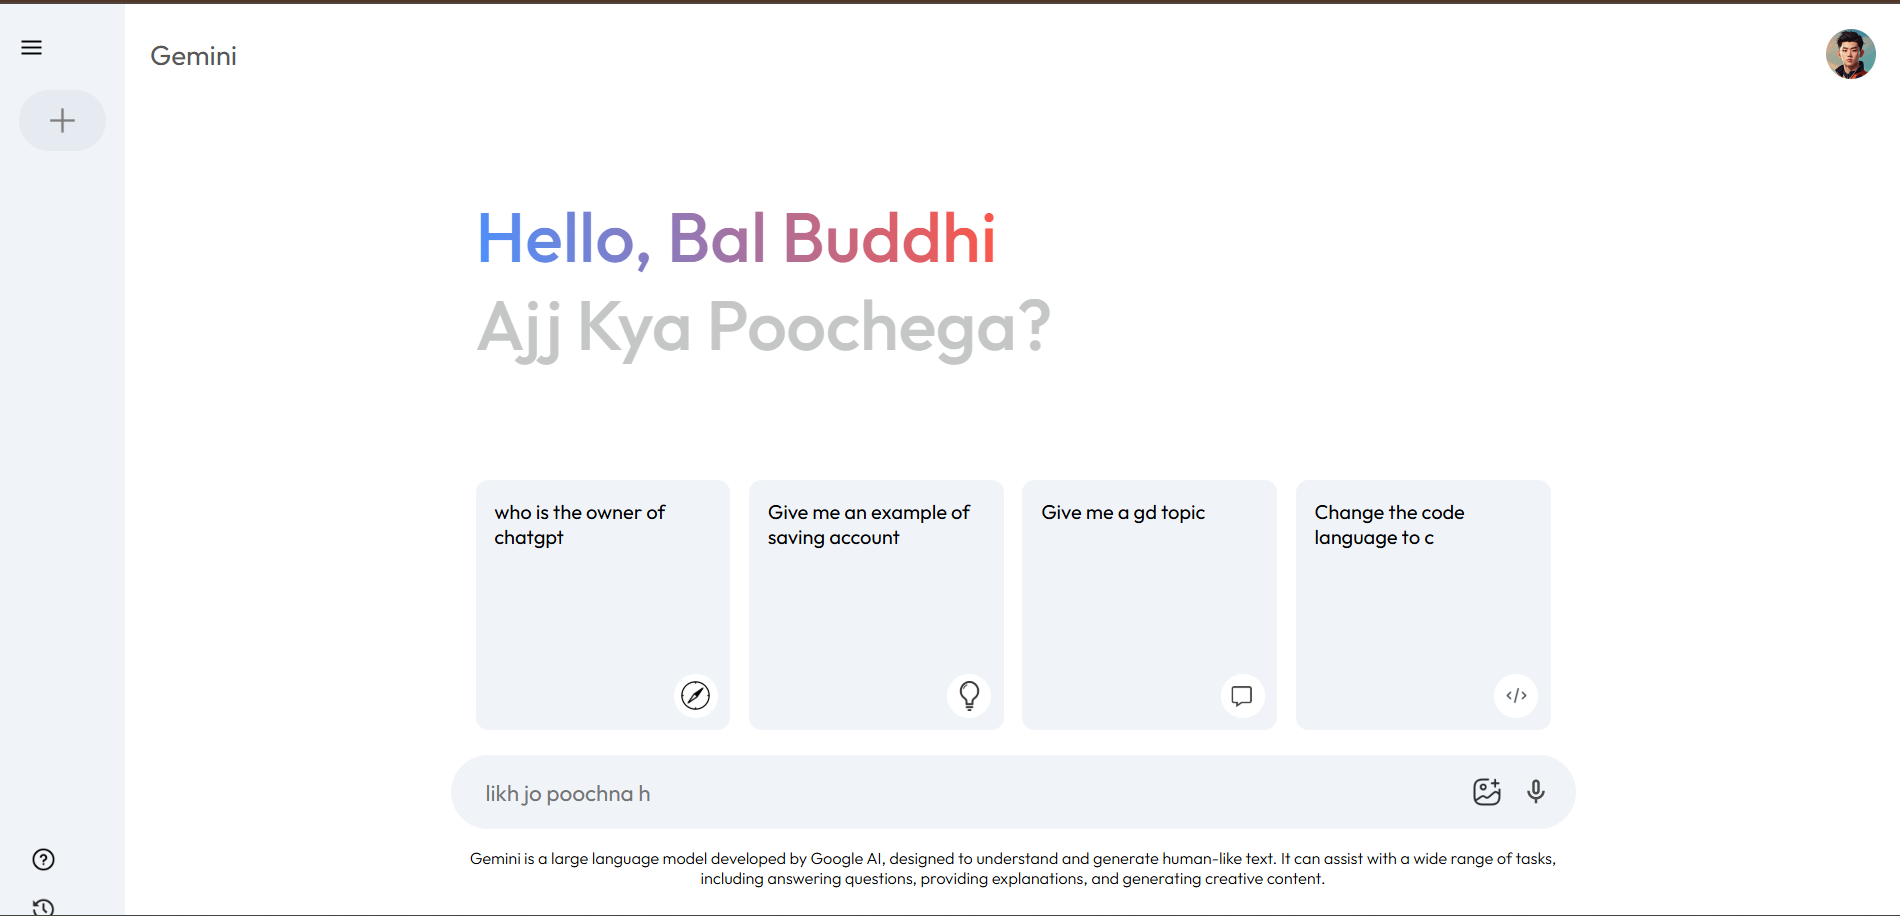 Gemini
Hello, Bal Buddhi
Ajj Kya Poochega?
who is the owner of
chatgpt
Give me an example of
saving account
Give me a gd topic
Change the code
language to c
likh jo poochna h
Gemini is a large language model developed by Google AI, designed to understand and generate human-like text. It can assist with a wide range of tasks,
including answering questions, providing explanations, and generating creative content.